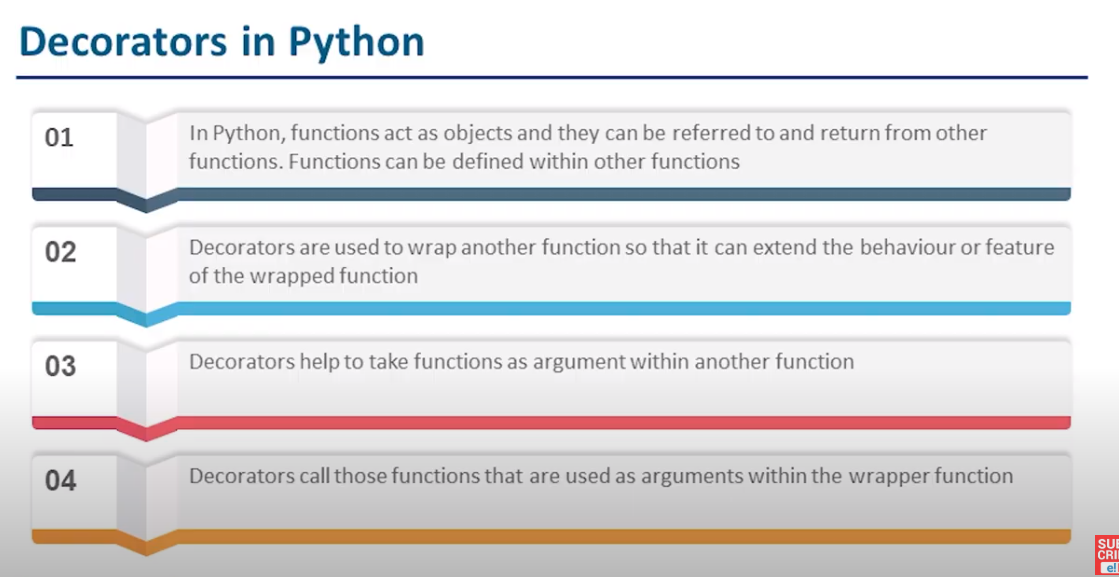 Decorators in Python
01
In Python, functions act as objects and they can be referred to and return from other
functions. Functions can be defined within other functions
02
Decorators are used to wrap another function so that it can extend the behaviour or feature
of the wrapped function
03
Decorators help to take functions as argument within another function
04
Decorators call those functions that are used as arguments within the wrapper function